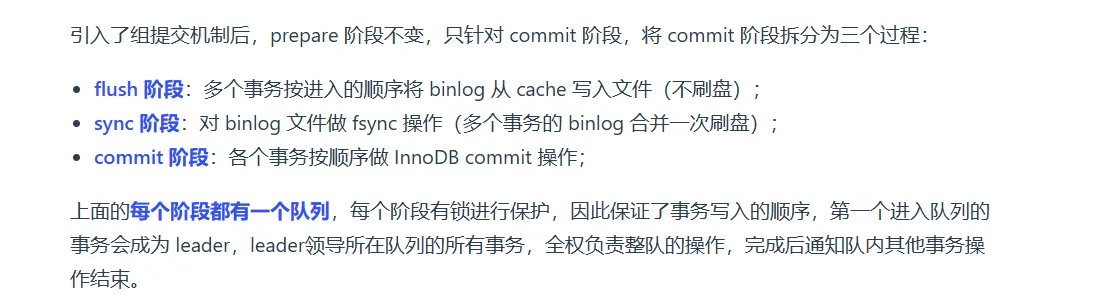 引入了组提交机制后，prepare 阶段不变，只针对 commit 阶段，将 commit 阶段拆分为三个过程：
• flush 阶段：多个事务按进入的顺序将 binlog 从 cache 写入文件（不刷盘）；
• sync 阶段：对 binlog 文件做 fsync 操作（多个事务的 binlog 合并一次刷盘）；
• commit 阶段：各个事务按顺序做 InnoDB commit 操作；
上面的每个阶段都有一个队列，每个阶段有锁进行保护，因此保证了事务写入的顺序，第一个进入队列的
事务会成为 leader，leader领导所在队列的所有事务，全权负责整队的操作，完成后通知队内其他事务操
作结束。